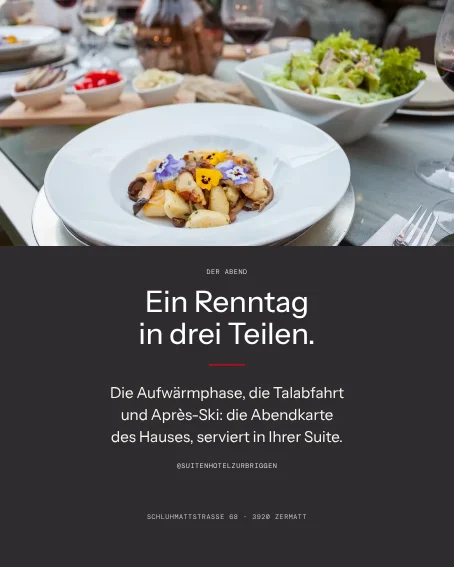 DER ABEND
Ein Renntag
in drei Teilen.
Die Aufwärmphase, die Talabfahrt
und Après-Ski: die Abendkarte
des Hauses, serviert in Ihrer Suite.
@SUITENHOTELZURBRIGGEN
SCHLUHMATTSTRASSE 68 · 3920 ZERMATT